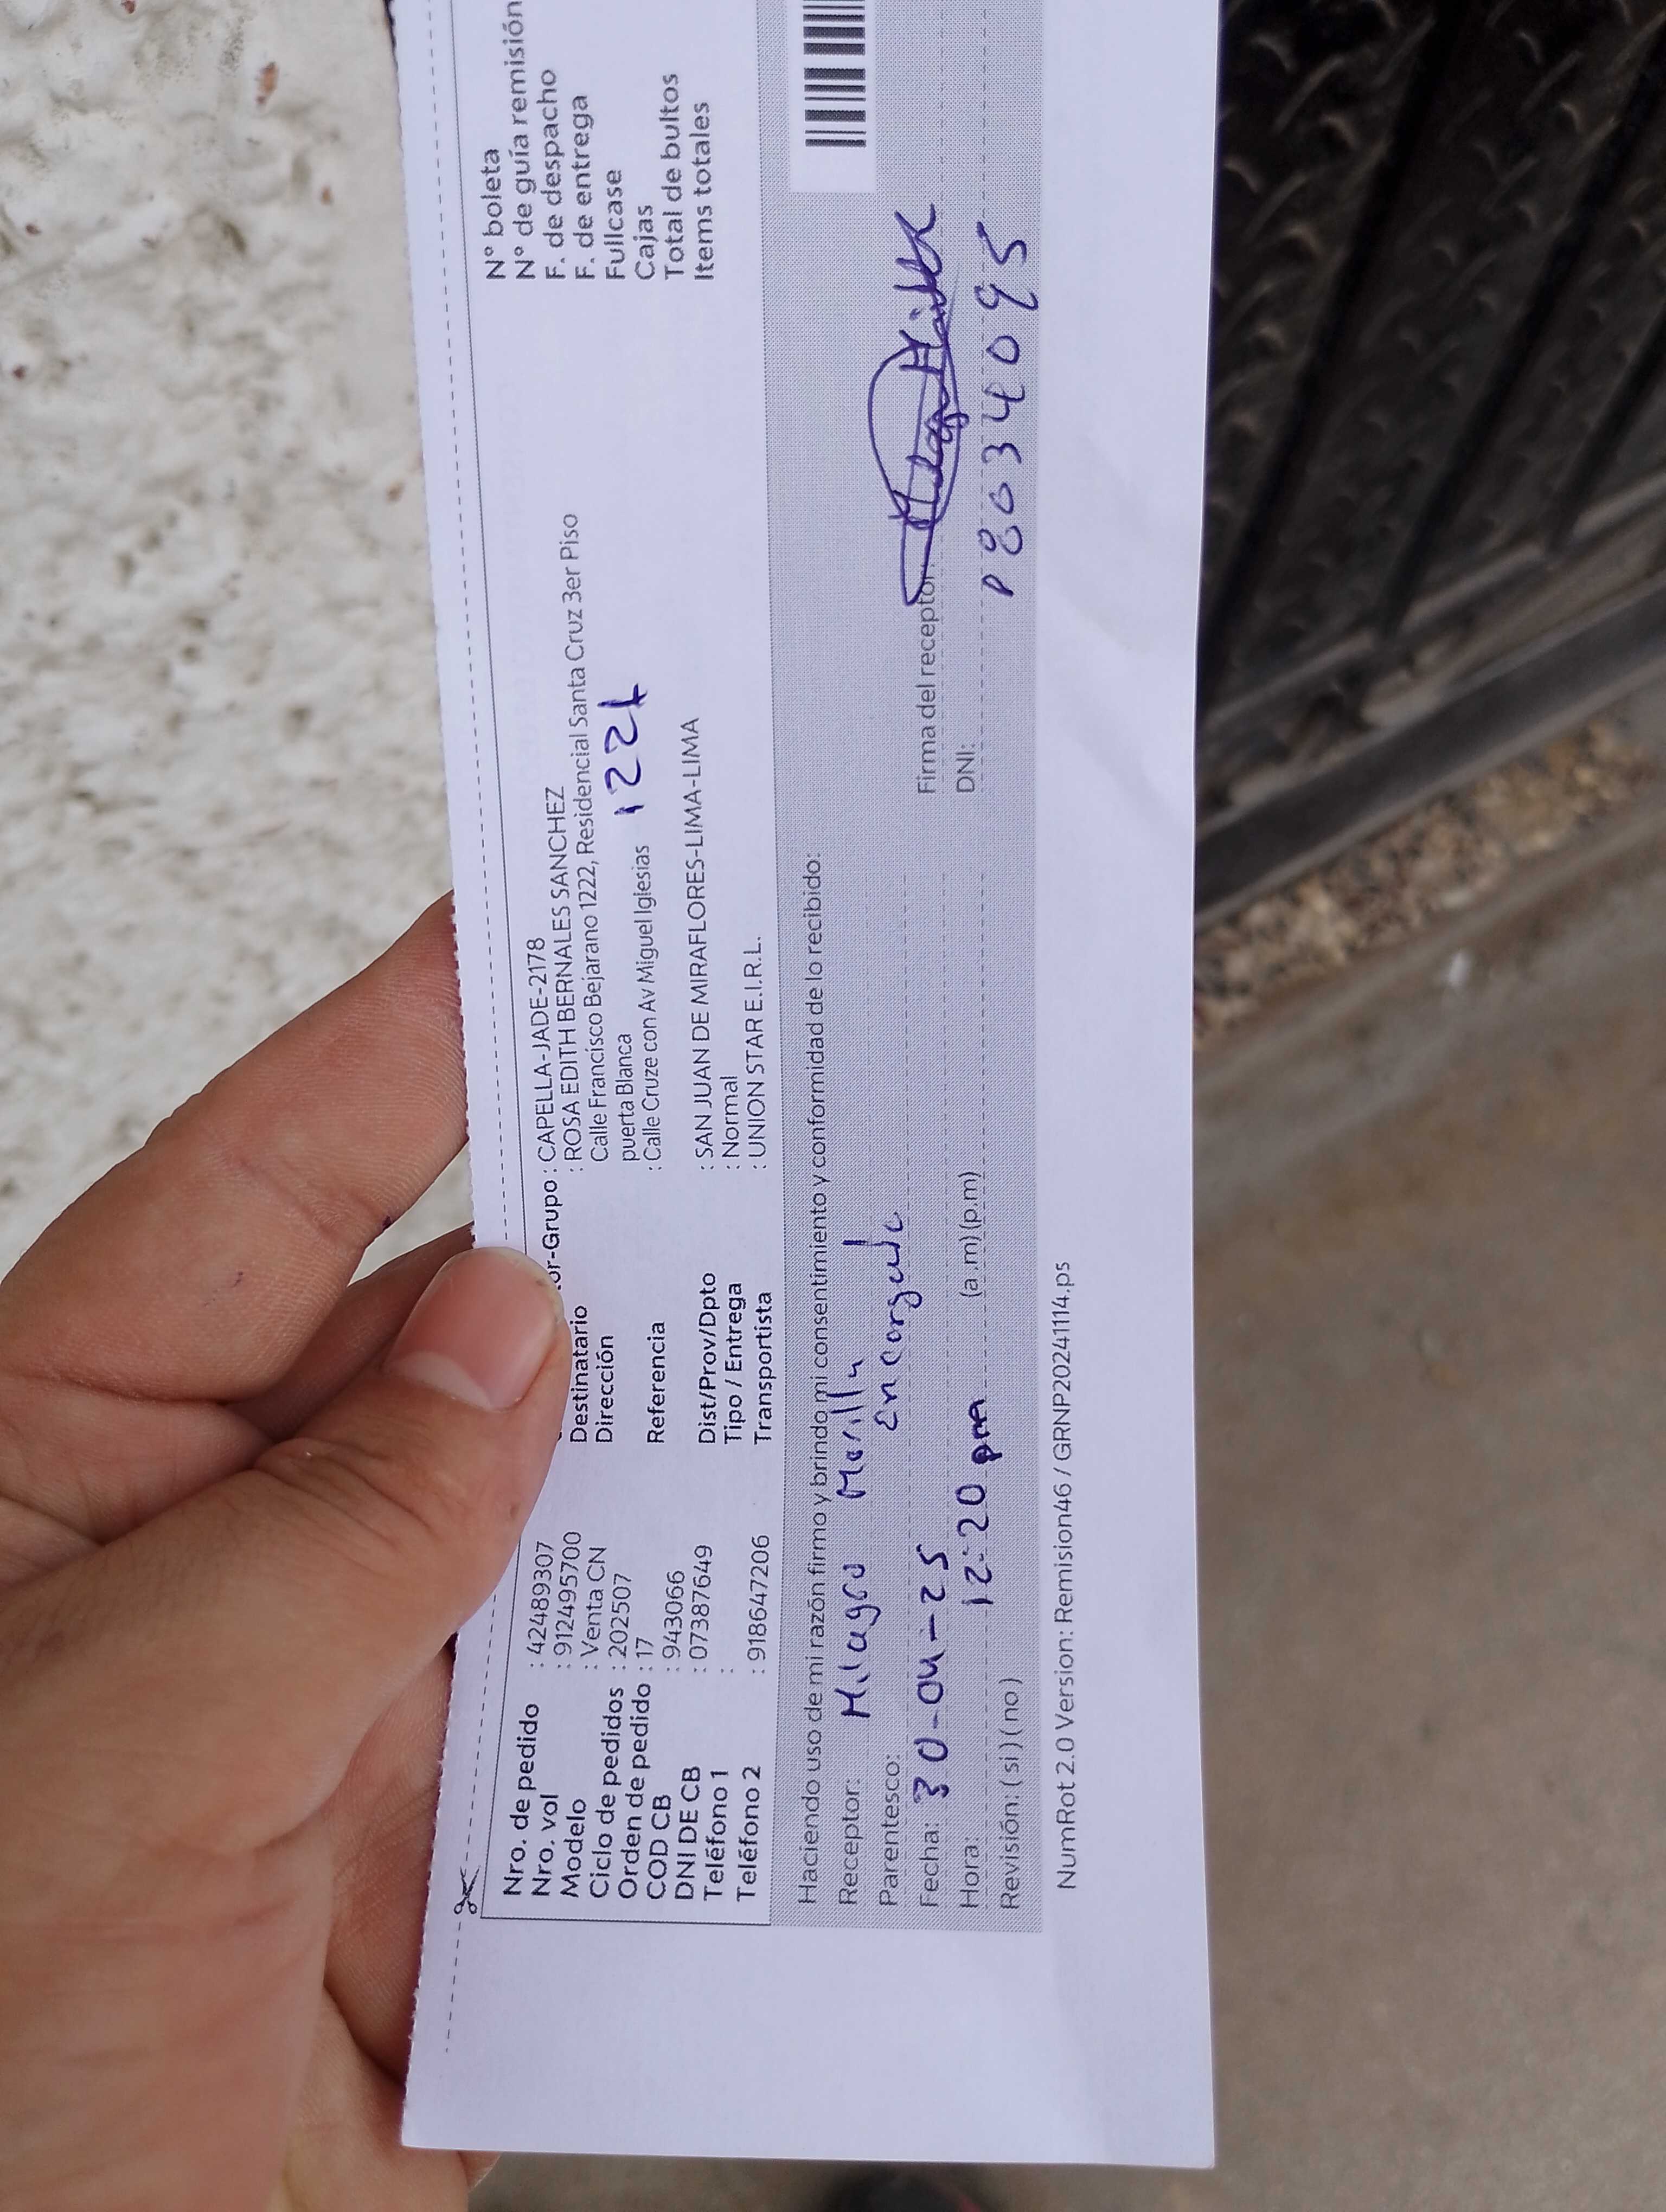 Nro. de pedido : 42489307
Nro. vol : 912495700
Modelo : Venta CN
Ciclo de pedidos : 202507
Orden de pedido : 17
COD CB : 943066
DNI DE CB : 07387649
Teléfono 1 :
Teléfono 2 : 918647206
or-Grupo : CAPELLA-JADE-2178
Destinatario : ROSA EDITH BERNALES SANCHEZ
Dirección Calle Francisco Bejarano 1222, Residencial Santa Cruz 3er Piso
puerta Blanca
Referencia : Calle Cruze con Av Miguel Iglesias 1221
Dist/Prov/Dpto : SAN JUAN DE MIRAFLORES-LIMA-LIMA
Tipo / Entrega : Normal
Transportista : UNION STAR E.I.R.L.
N° boleta
N° de guía remisión
F. de despacho
F. de entrega
Fullcase
Cajas
Total de bultos
Items totales
Haciendo uso de mi razón firmo y brindo mi consentimiento y conformidad de lo recibido:
Receptor: Milagro
Parentesco: Encargada
Fecha: 30-04-25
Hora: 12:20 pm (a.m) (p.m)
Revisión: ( si ) ( no )
Firma del receptor:
DNI:
NumRot 2.0 Version: Remision46 / GRNP20241114.ps